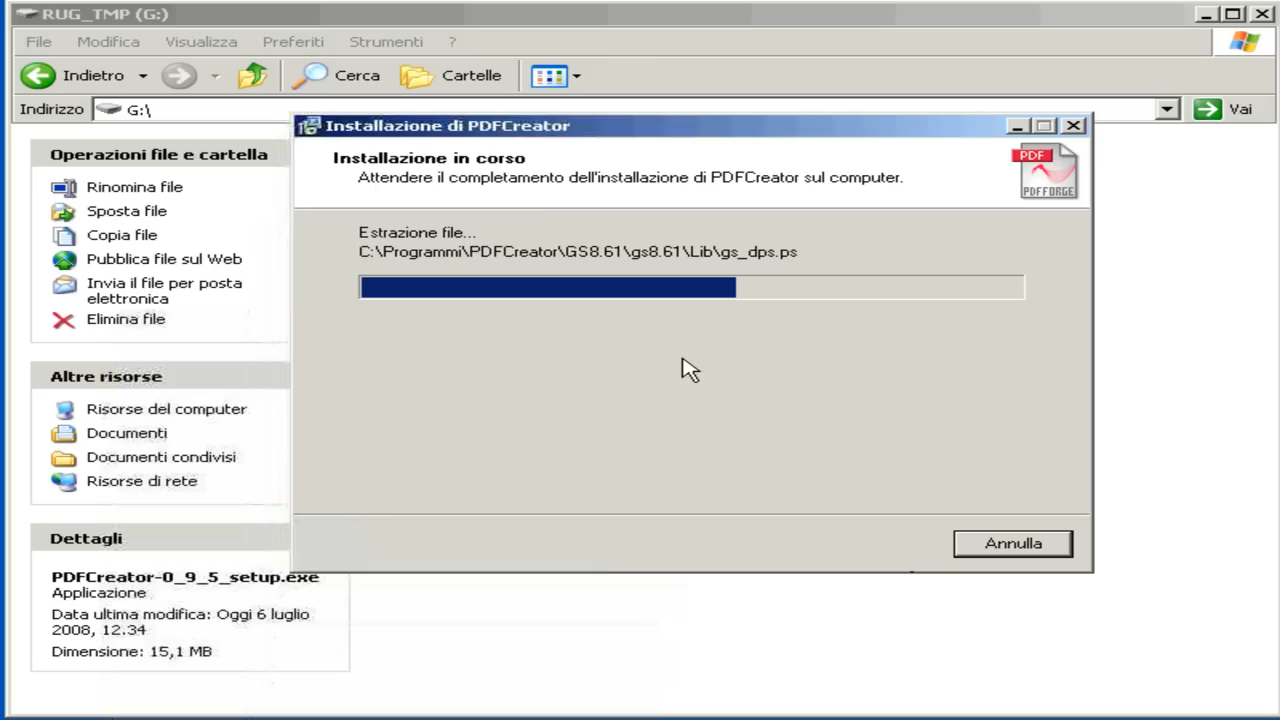 RUG_TMP (G:)
File Modifica Visualizza Preferiti Strumenti ?
Indietro Cerca Cartelle
Indirizzo G:\ Vai
Installazione di PDFCreator
Installazione in corso
Attendere il completamento dell'installazione di PDFCreator sul computer.
PDF
PDFFORGE
Estrazione file...
C:\Programmi\PDFCreator\GS8.61\gs8.61\Lib\gs_dps.ps
Annulla
Operazioni file e cartella
Rinomina file
Sposta file
Copia file
Pubblica file sul Web
Invia il file per posta
elettronica
Elimina file
Altre risorse
Risorse del computer
Documenti
Documenti condivisi
Risorse di rete
Dettagli
PDFCreator-0_9_5_setup.exe
Applicazione
Data ultima modifica: Oggi 6 luglio
2008, 12.34
Dimensione: 15,1 MB